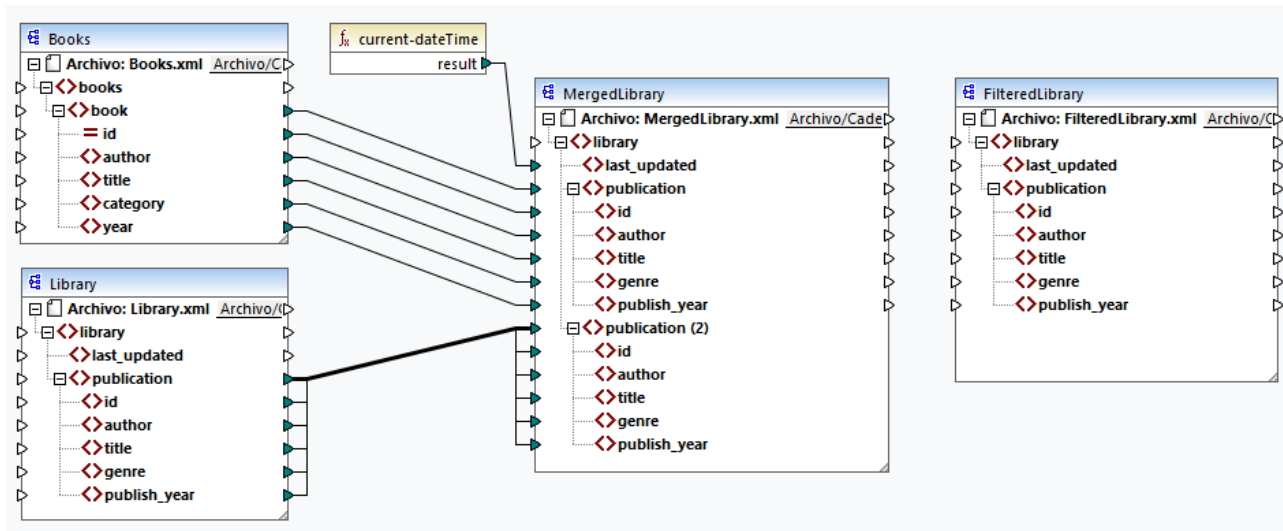 Books
Archivo: Books.xml Archivo/C
books
book
id
author
title
category
year
Library
Archivo: Library.xml Archivo/(
library
last_updated
publication
id
author
title
genre
publish_year
fx current-dateTime
result
MergedLibrary
Archivo: MergedLibrary.xml Archivo/Cade
library
last_updated
publication
id
author
title
genre
publish_year
publication (2)
id
author
title
genre
publish_year
FilteredLibrary
Archivo: FilteredLibrary.xml Archivo/C
library
last_updated
publication
id
author
title
genre
publish_year